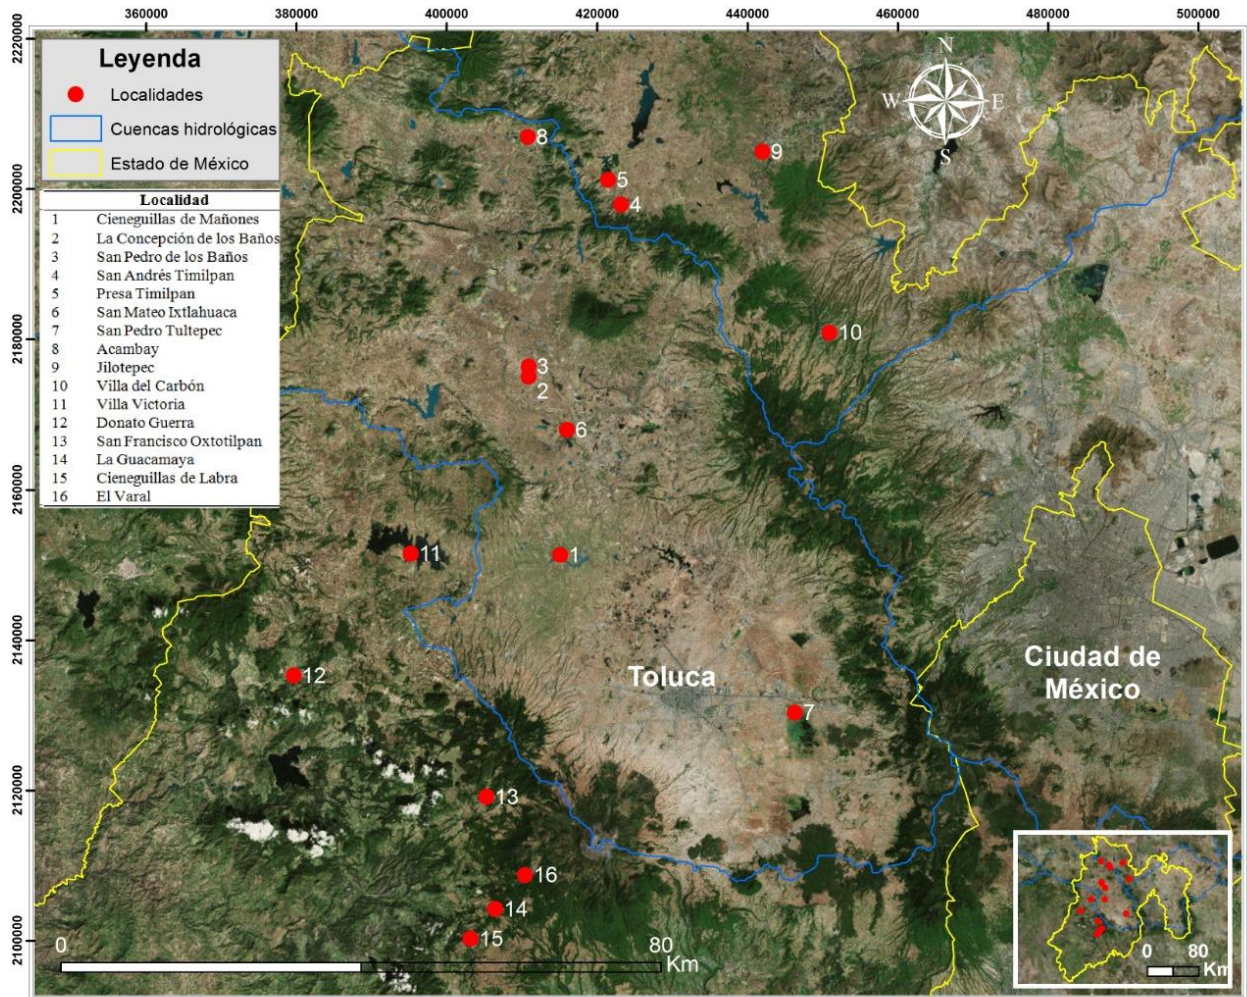 360000 380000 400000 420000 440000 460000 480000 500000
2220000
2200000
2180000
2160000
2140000
2120000
2100000
Leyenda
Localidades
Cuencas hidrológicas
Estado de México
Localidad
1 Cieneguillas de Mañones
2 La Concepción de los Baños
3 San Pedro de los Baños
4 San Andrés Timilpan
5 Presa Timilpan
6 San Mateo Ixtlahuaca
7 San Pedro Tultepec
8 Acambay
9 Jilotepec
10 Villa del Carbón
11 Villa Victoria
12 Donato Guerra
13 San Francisco Oxtotilpan
14 La Guacamaya
15 Cieneguillas de Labra
16 El Varal
N
W E
S
8
9
5
4
10
3
2
6
11
1
12
Toluca
Ciudad de
México
7
13
16
14
15
0 80
Km
0 80
Km